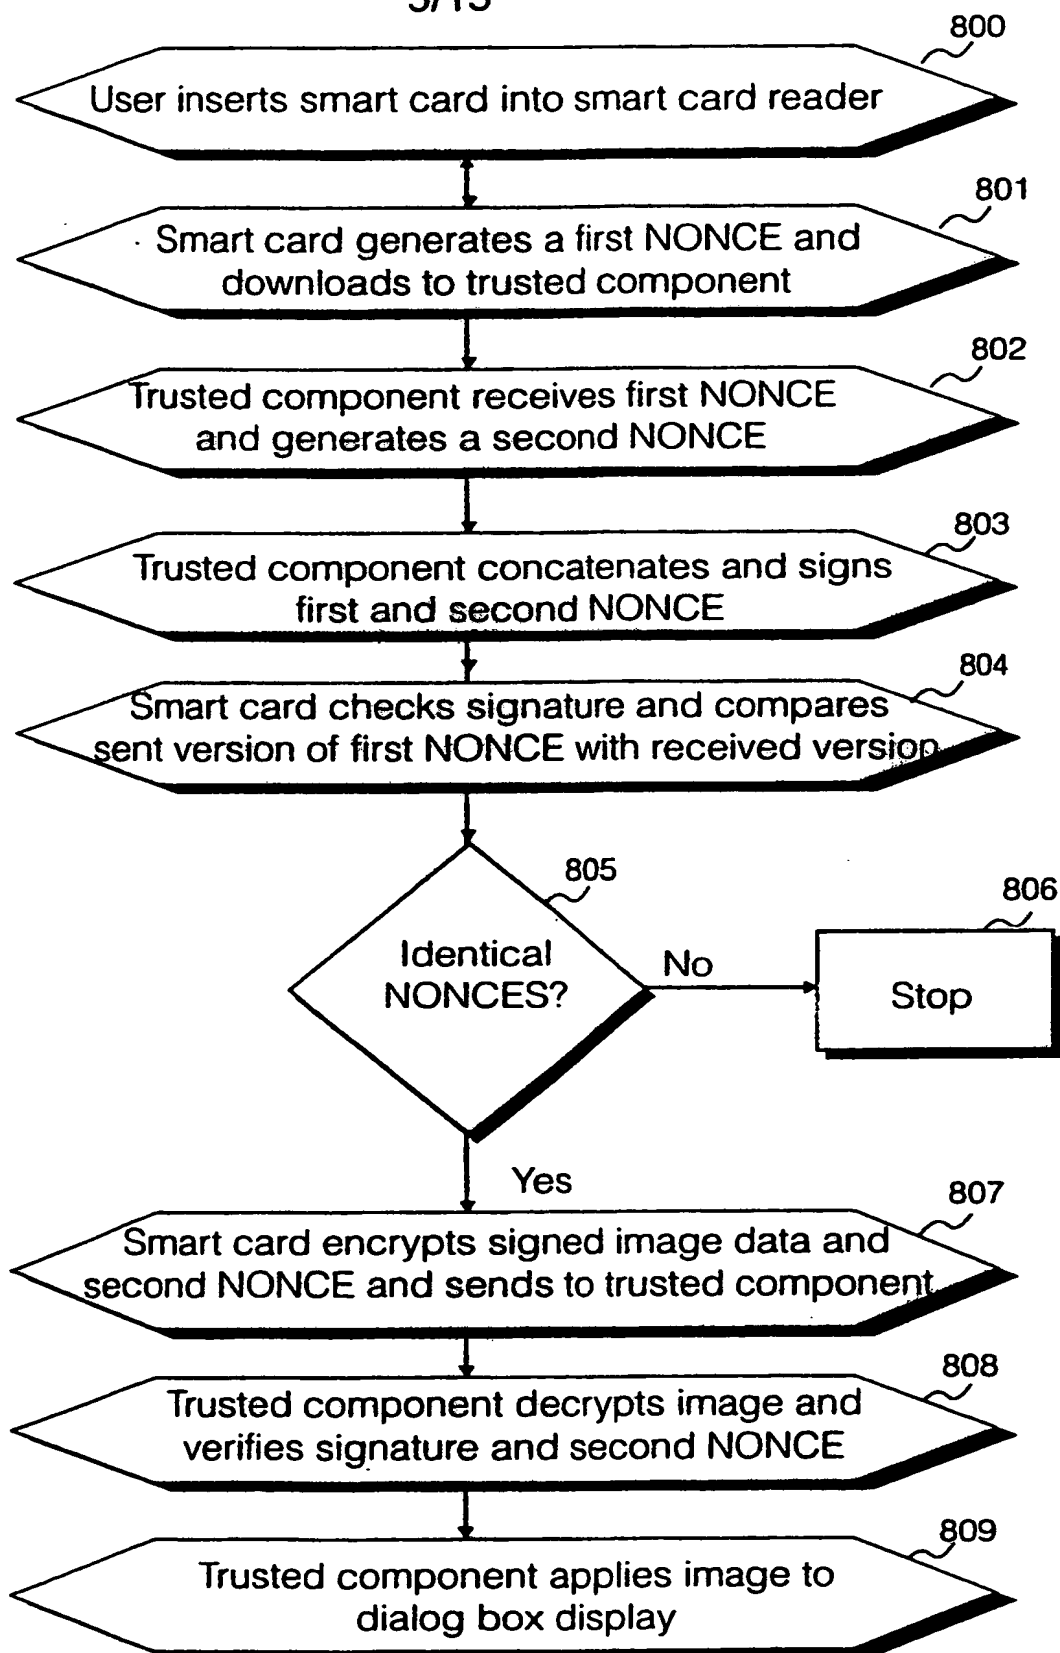 5/13
800
User inserts smart card into smart card reader
801
Smart card generates a first NONCE and
downloads to trusted component
802
Trusted component receives first NONCE
and generates a second NONCE
803
Trusted component concatenates and signs
first and second NONCE
804
Smart card checks signature and compares
sent version of first NONCE with received version
805
Identical
NONCES?
No
806
Stop
Yes
807
Smart card encrypts signed image data and
second NONCE and sends to trusted component
808
Trusted component decrypts image and
verifies signature and second NONCE
809
Trusted component applies image to
dialog box display